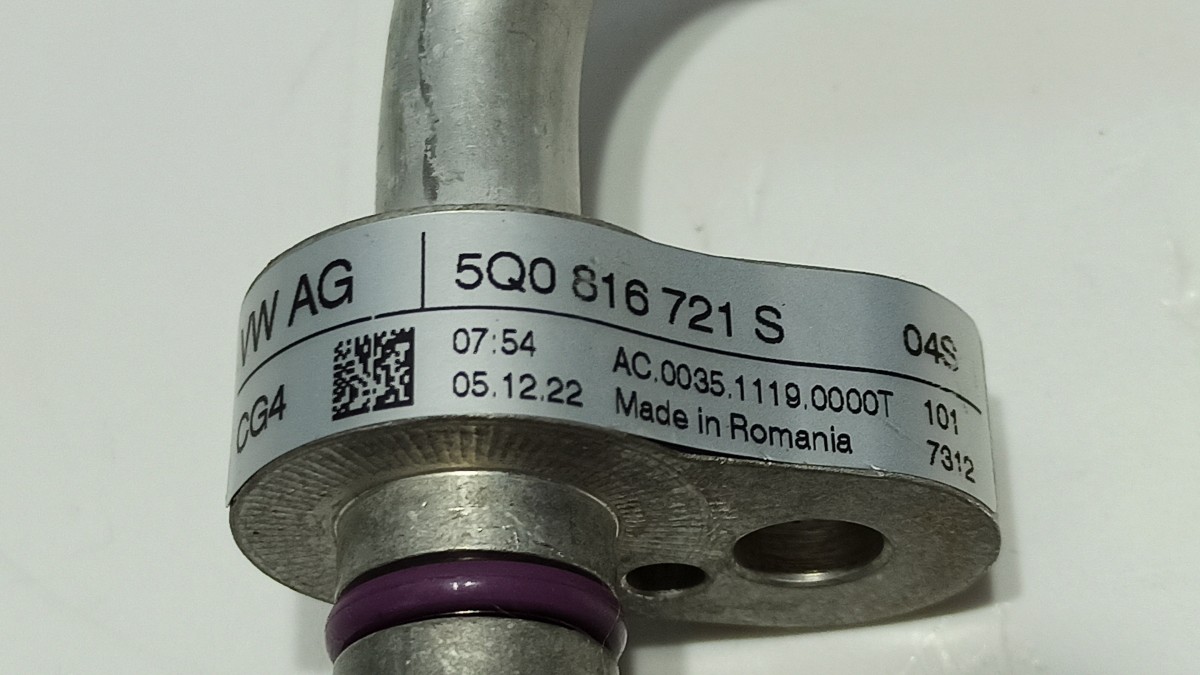 VW AG 5Q0 816 721 S 04S
CG4
07:54
05.12.22
AC.0035.1119.0000T
Made in Romania
101
7312